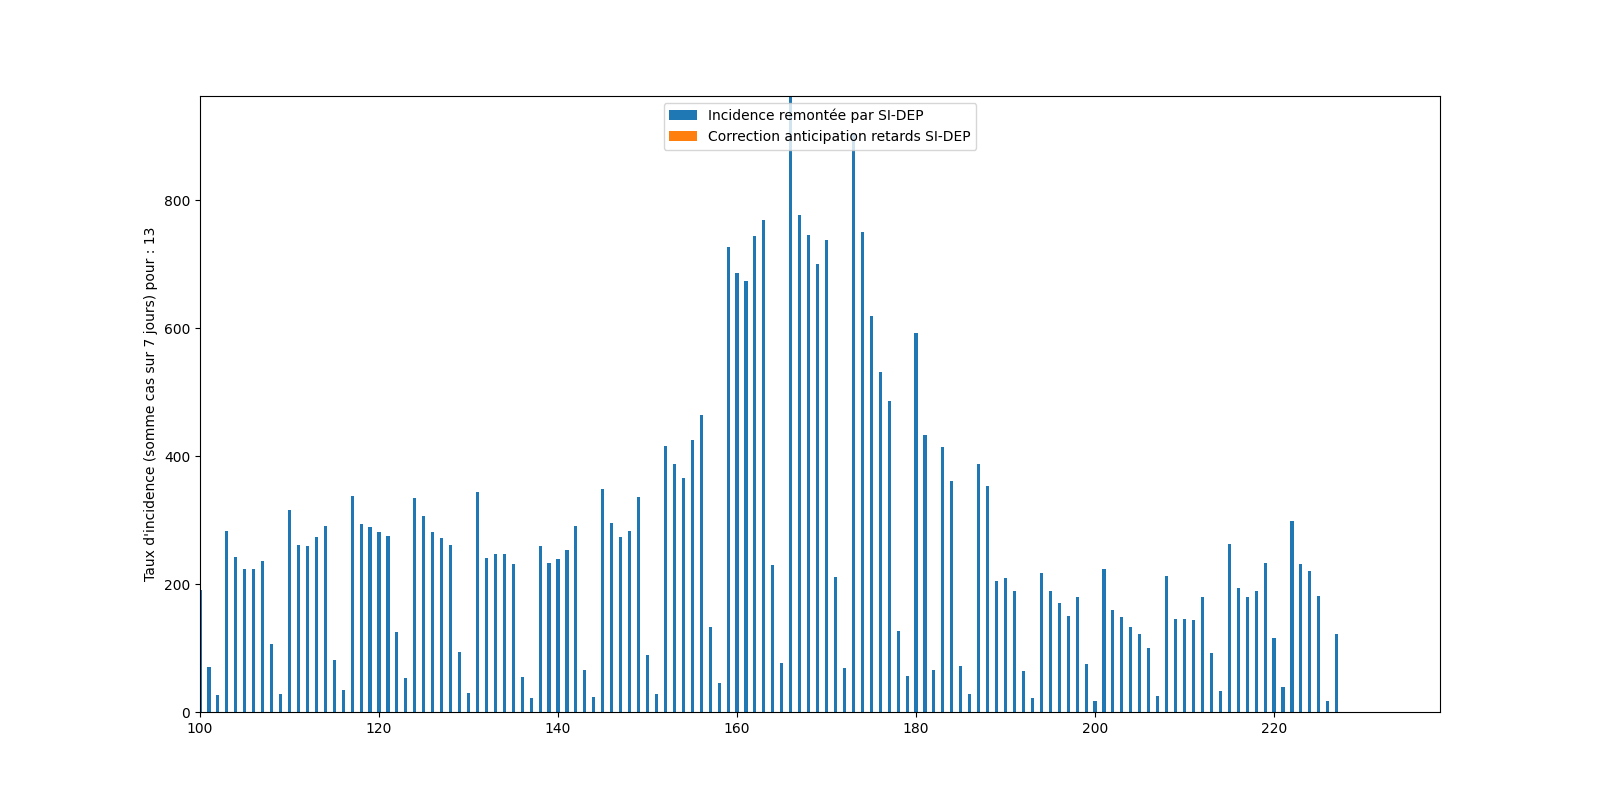 Incidence remontée par SI-DEP
Correction anticipation retards SI-DEP
Taux d'incidence (somme cas sur 7 jours) pour : 13
800
600
400
200
0
100 120 140 160 180 200 220